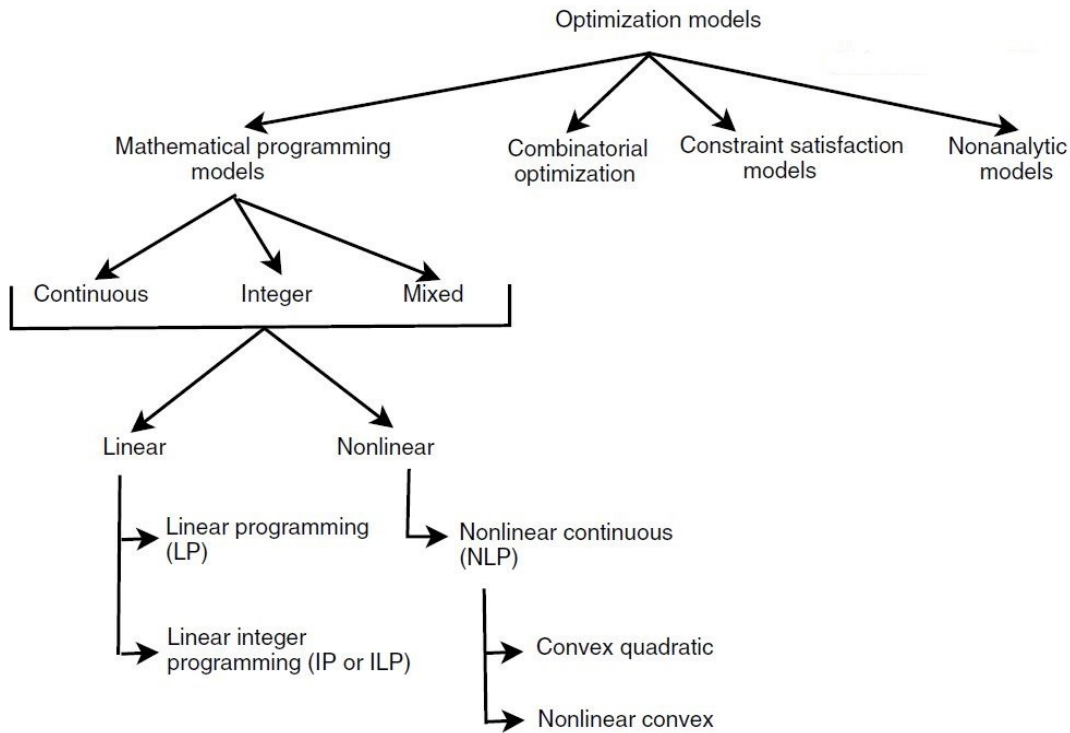 Optimization models
Mathematical programming
models
Combinatorial
optimization
Constraint satisfaction
models
Nonanalytic
models
Continuous
Integer
Mixed
Linear
Nonlinear
Linear programming
(LP)
Linear integer
programming (IP or ILP)
Nonlinear continuous
(NLP)
Convex quadratic
Nonlinear convex